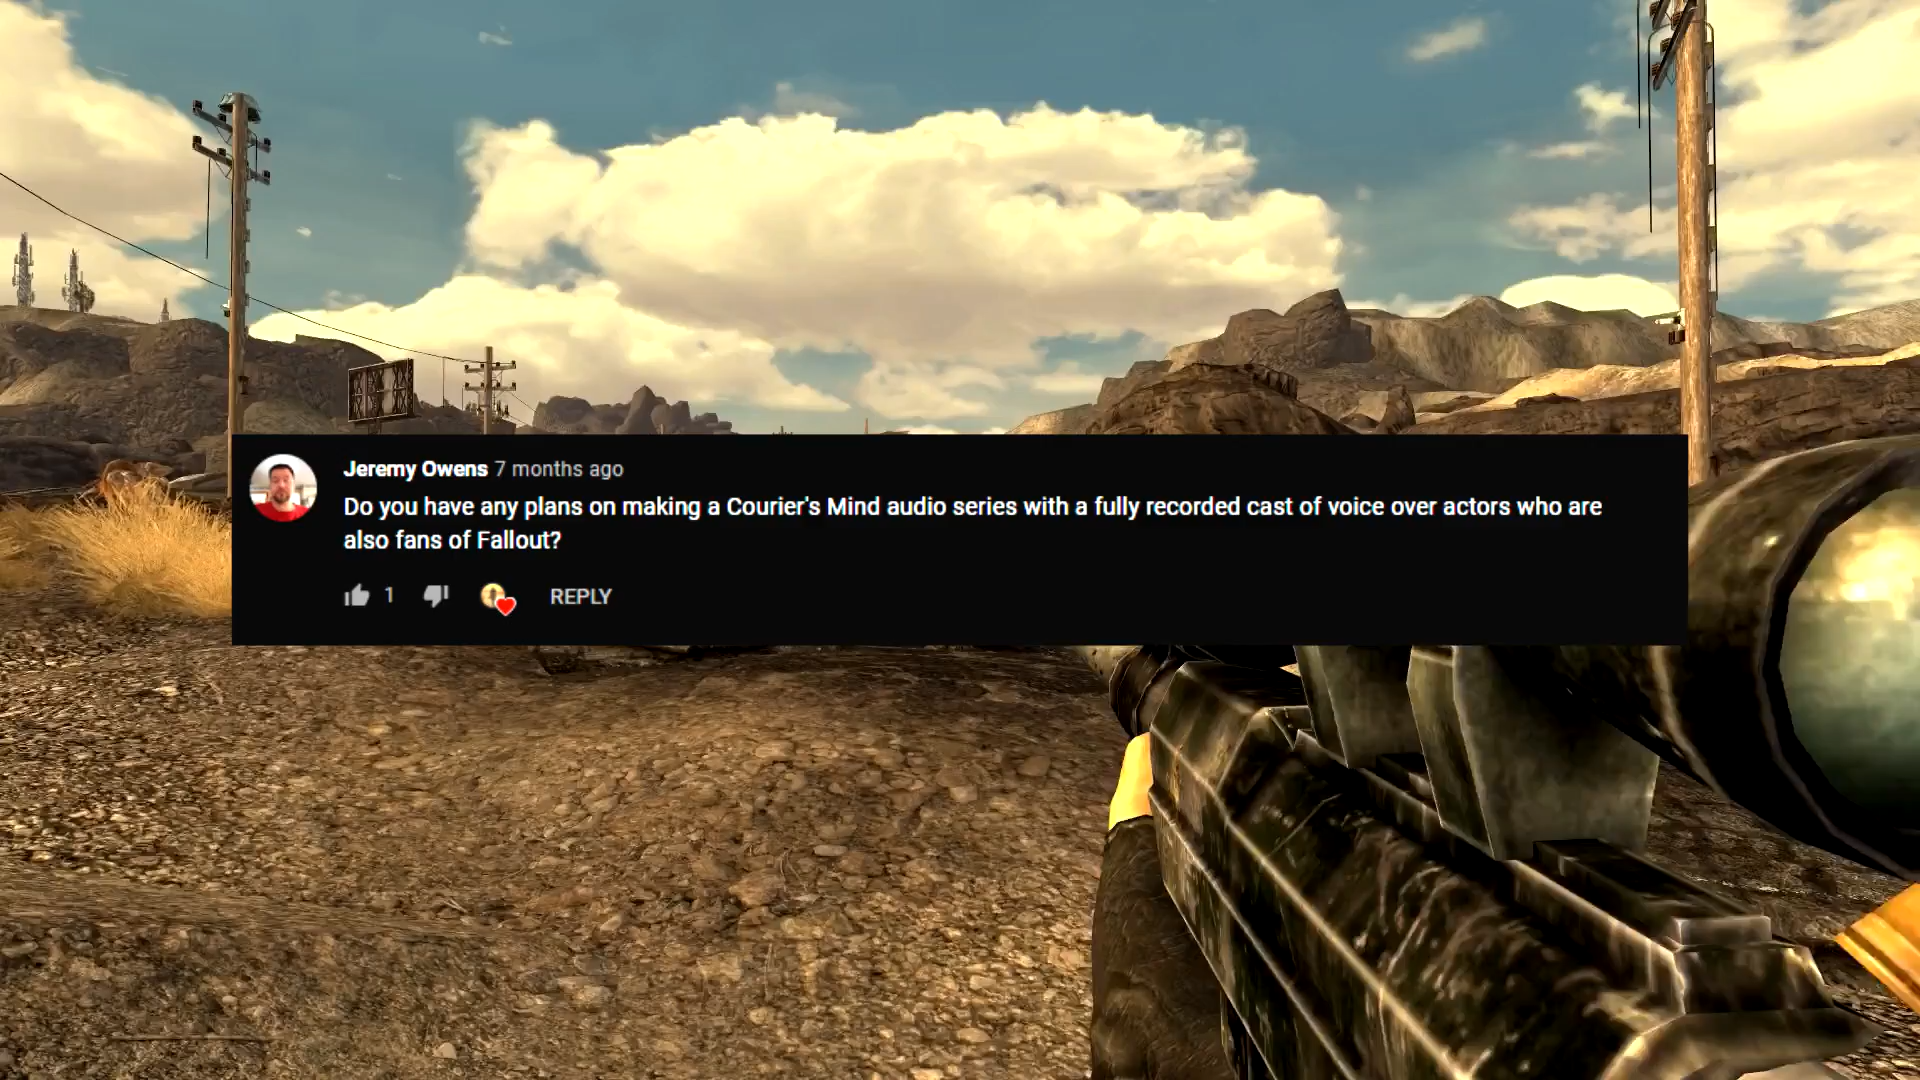 Jeremy Owens 7 months ago
Do you have any plans on making a Courier's Mind audio series with a fully recorded cast of voice over actors who are
also fans of Fallout?
1 REPLY